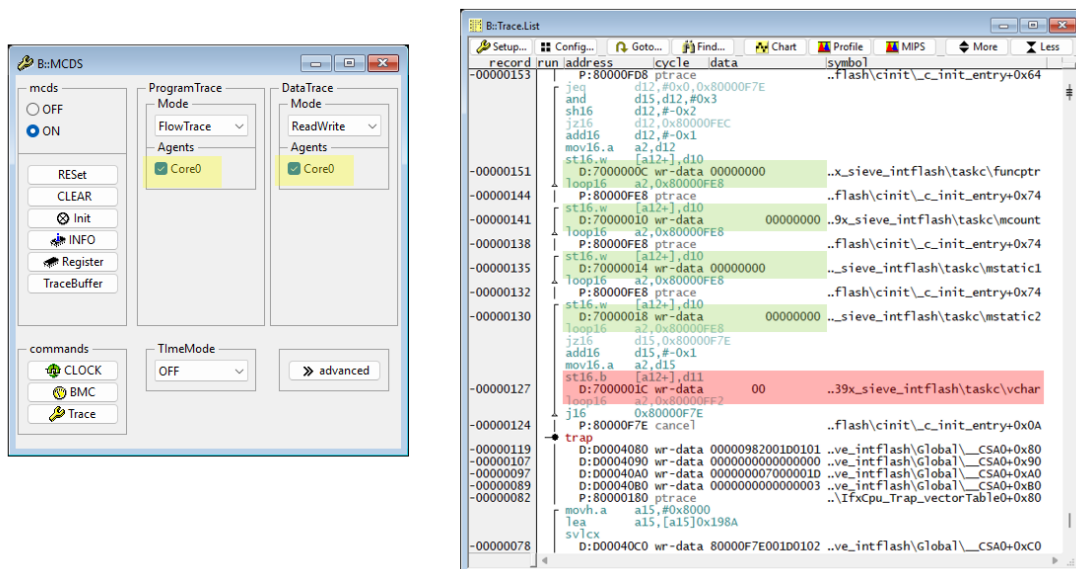 B::MCDS
mcds
OFF
ON
RESet
CLEAR
Init
INFO
Register
TraceBuffer
ProgramTrace
Mode
FlowTrace
Agents
Core0
DataTrace
Mode
ReadWrite
Agents
Core0
commands
CLOCK
BMC
Trace
TImeMode
OFF
advanced
B::Trace.List
Setup... Config... Goto... Find... Chart Profile MIPS More Less
record run address cycle data symbol
-00000153 P:80000FD8 ptrace ..flash\cinit\_c_init_entry+0x64
jeq d12,#0x0,0x80000F7E
and d15,d12,#0x3
sh16 d12,#-0x2
jz16 d12,0x80000FEC
add16 d12,#-0x1
mov16.a a2,d12
st16.w [a12+],d10
-00000151 D:7000000C wr-data 00000000 ..x_sieve_intflash\taskc\funcptr
loop16 a2,0x80000FE8
-00000144 P:80000FE8 ptrace ..flash\cinit\_c_init_entry+0x74
st16.w [a12+],d10
-00000141 D:70000010 wr-data 00000000 ..9x_sieve_intflash\taskc\mcount
loop16 a2,0x80000FE8
-00000138 P:80000FE8 ptrace ..flash\cinit\_c_init_entry+0x74
st16.w [a12+],d10
-00000135 D:70000014 wr-data 00000000 .._sieve_intflash\taskc\mstatic1
loop16 a2,0x80000FE8
-00000132 P:80000FE8 ptrace ..flash\cinit\_c_init_entry+0x74
st16.w [a12+],d10
-00000130 D:70000018 wr-data 00000000 .._sieve_intflash\taskc\mstatic2
loop16 a2,0x80000FE8
jz16 d15,0x80000F7E
add16 d15,#-0x1
mov16.a a2,d15
st16.b [a12+],d11
-00000127 D:7000001C wr-data 00 ..39x_sieve_intflash\taskc\vchar
loop16 a2,0x80000FF2
j16 0x80000F7E
-00000124 P:80000F7E cancel ..flash\cinit\_c_init_entry+0x0A
trap
-00000119 D:D0004080 wr-data 00000982001D0101 ..ve_intflash\Global\__CSA0+0x80
-00000107 D:D0004090 wr-data 0000000000000000 ..ve_intflash\Global\__CSA0+0x90
-00000097 D:D00040A0 wr-data 000000007000001D ..ve_intflash\Global\__CSA0+0xA0
-00000089 D:D00040B0 wr-data 0000000000000003 ..ve_intflash\Global\__CSA0+0xB0
-00000082 P:80000180 ptrace ..\IfxCpu_Trap_vectorTable0+0x80
movh.a a15,#0x8000
lea a15,[a15]0x198A
svlcx
-00000078 D:D00040C0 wr-data 80000F7E001D0102 ..ve_intflash\Global\__CSA0+0xC0